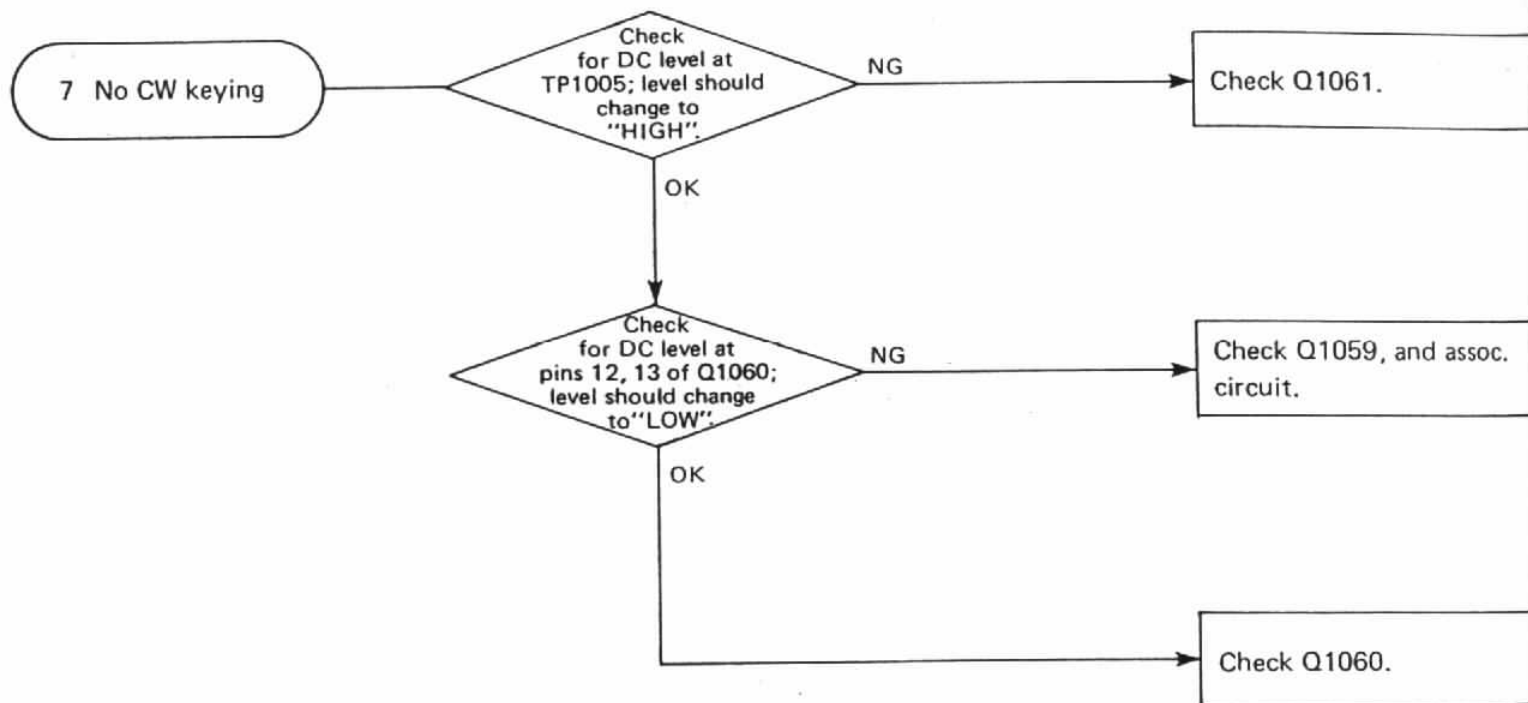 7 No CW keying
Check
for DC level at
TP1005; level should
change to
"HIGH".
NG
Check Q1061.
OK
Check
for DC level at
pins 12, 13 of Q1060;
level should change
to "LOW".
NG
Check Q1059, and assoc.
circuit.
OK
Check Q1060.